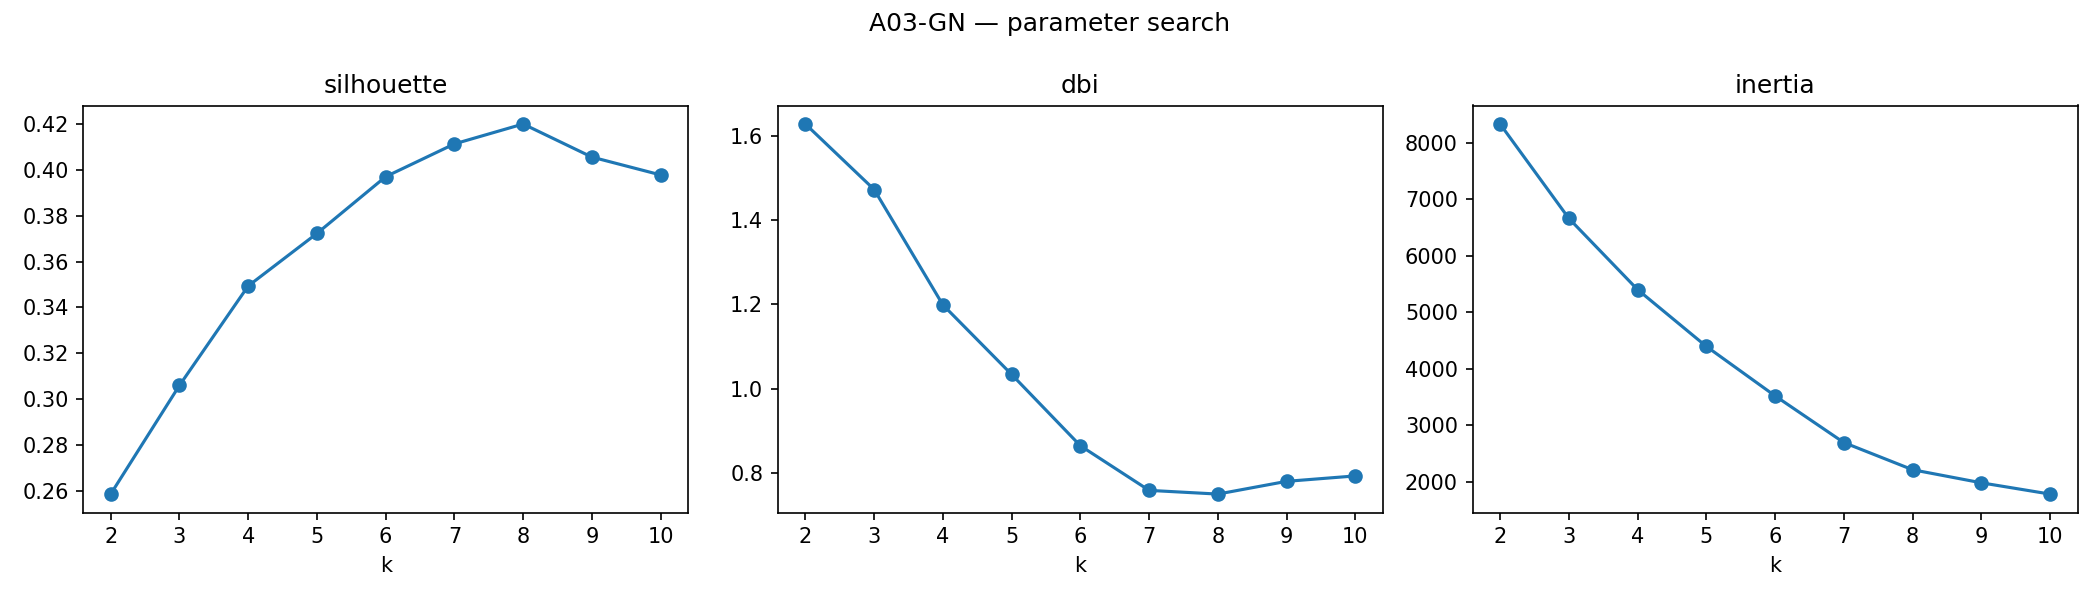 A03-GN — parameter search
silhouette
0.42
0.40
0.38
0.36
0.34
0.32
0.30
0.28
0.26
2 3 4 5 6 7 8 9 10
k
dbi
1.6
1.4
1.2
1.0
0.8
2 3 4 5 6 7 8 9 10
k
inertia
8000
7000
6000
5000
4000
3000
2000
2 3 4 5 6 7 8 9 10
k